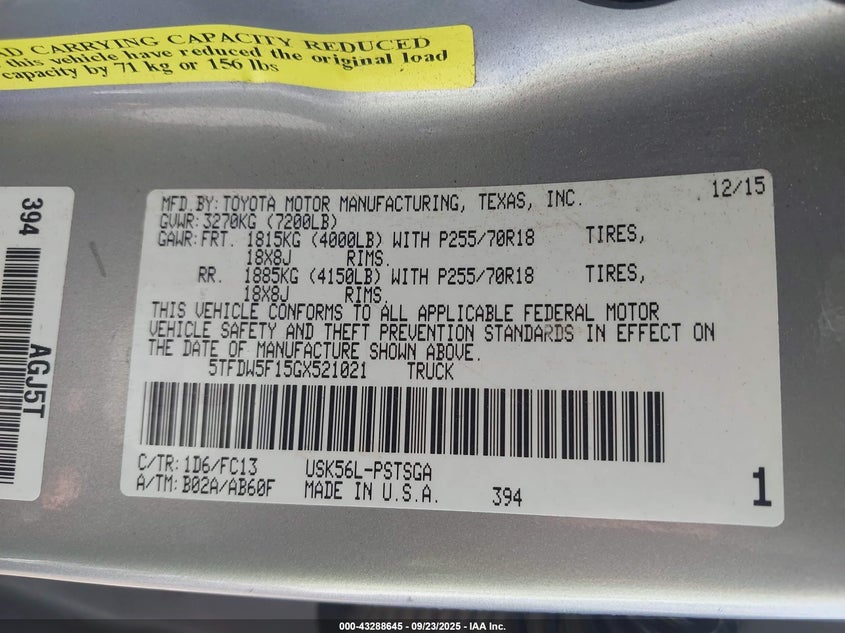 AD CARRYING CAPACITY REDUCED
this vehicle have reduced the original load
capacity by 71 kg or 156 lbs
394
AGJ5T
MFD.BY:TOYOTA MOTOR MANUFACTURING, TEXAS, INC. 12/15
GVWR:3270KG (7200LB)
GAWR:FRT. 1815KG (4000LB) WITH P255/70R18 TIRES,
18X8J RIMS.
RR. 1885KG (4150LB) WITH P255/70R18 TIRES,
18X8J RIMS.
THIS VEHICLE CONFORMS TO ALL APPLICABLE FEDERAL MOTOR
VEHICLE SAFETY AND THEFT PREVENTION STANDARDS IN EFFECT ON
THE DATE OF MANUFACTURE SHOWN ABOVE.
5TFDW5F15GX521021 TRUCK
C/TR:1D6/FC13 USK56L-PSTSGA
A/TM:B02A/AB60F MADE IN U.S.A. 394 1
000-43288645 - 09/23/2025 - IAA Inc.